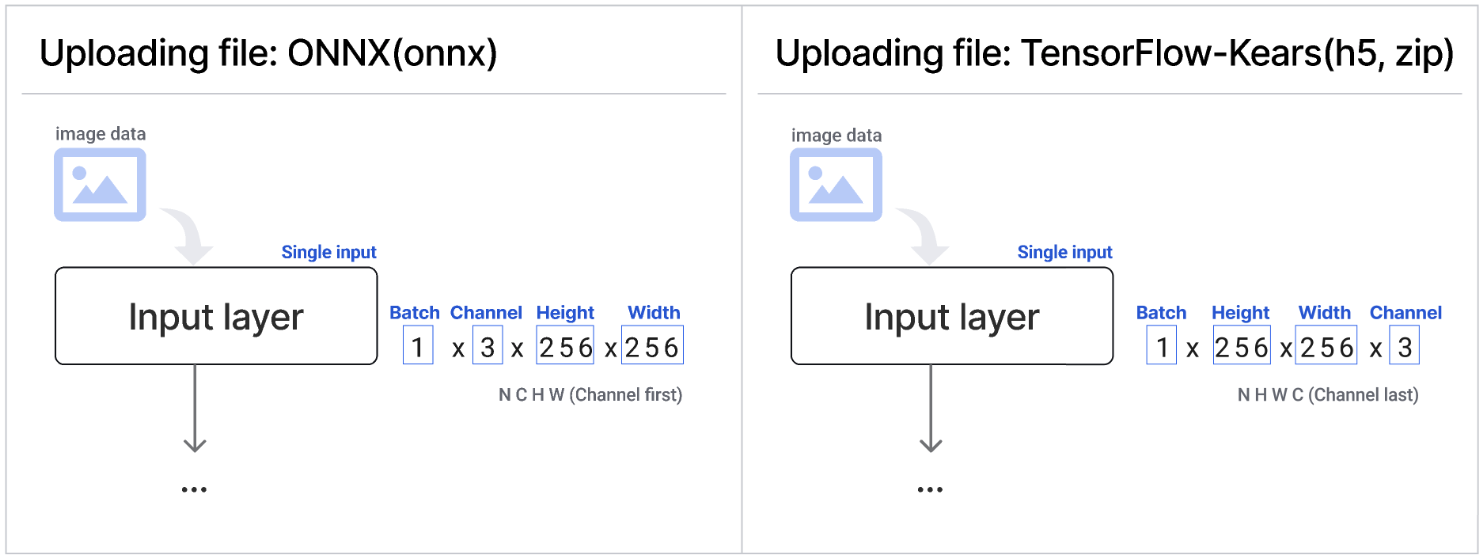 Uploading file: ONNX(onnx)
image data
Single input
Input layer
Batch Channel Height Width
1 x 3 x 256 x 256
N C H W (Channel first)
...
Uploading file: TensorFlow-Kears(h5, zip)
image data
Single input
Input layer
Batch Height Width Channel
1 x 256 x 256 x 3
N H W C (Channel last)
...